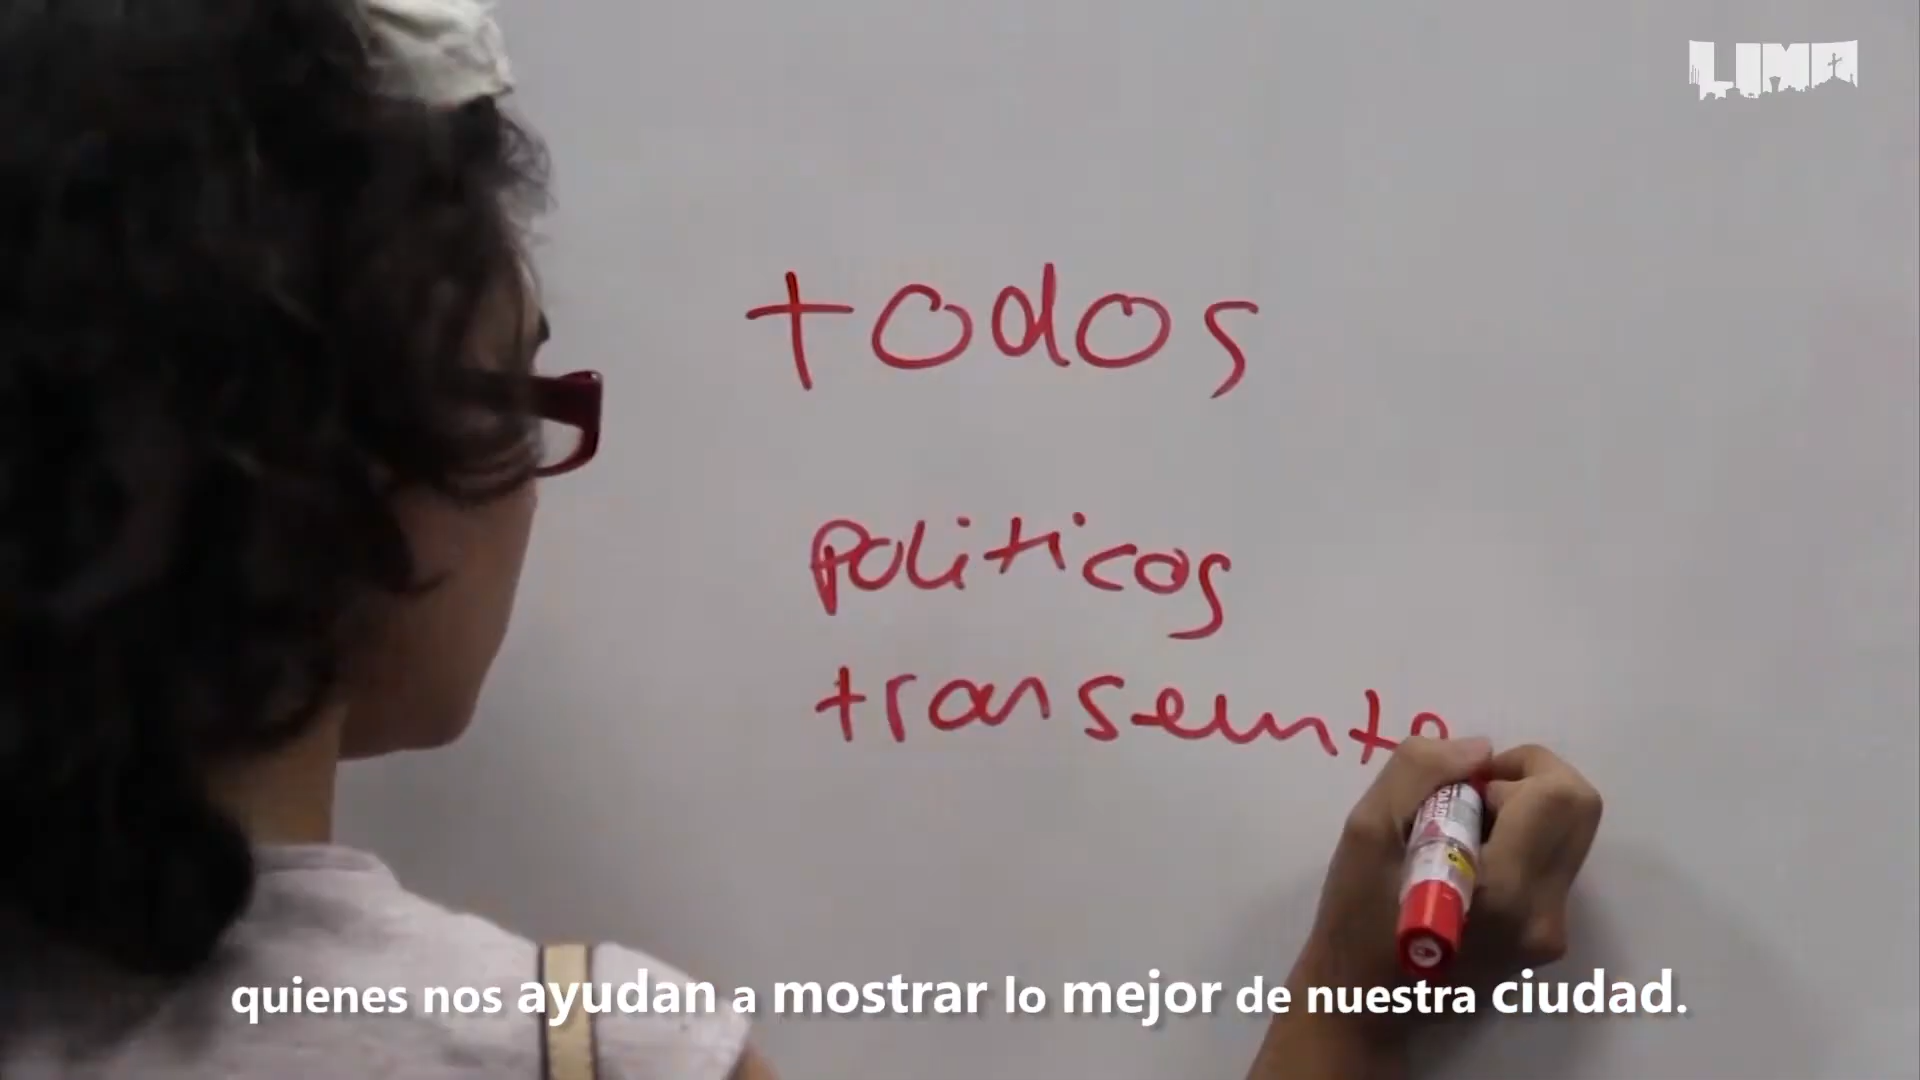 LIMA
todos
politicos
transeunte
quienes nos ayudan a mostrar lo mejor de nuestra ciudad.